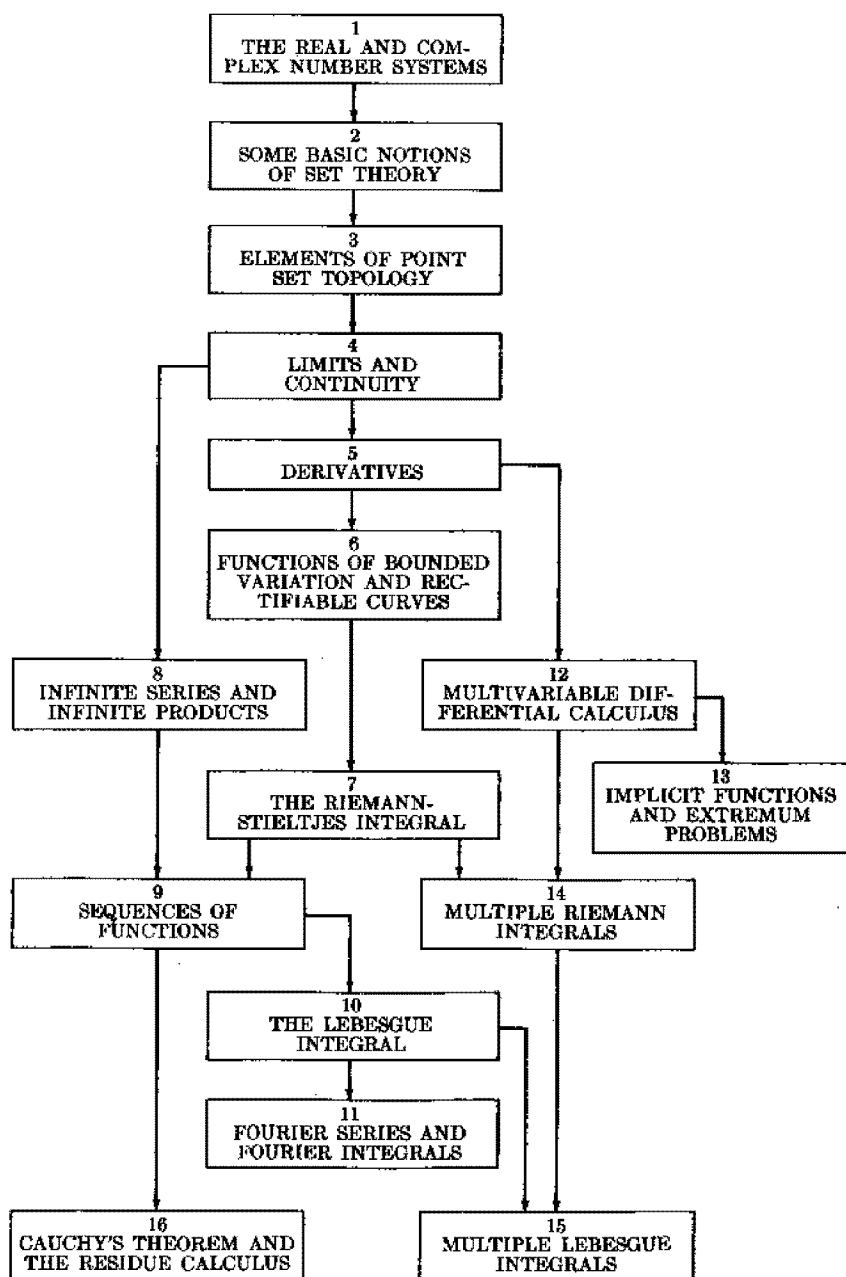 1
THE REAL AND COM-
PLEX NUMBER SYSTEMS
2
SOME BASIC NOTIONS
OF SET THEORY
3
ELEMENTS OF POINT
SET TOPOLOGY
4
LIMITS AND
CONTINUITY
5
DERIVATIVES
6
FUNCTIONS OF BOUNDED
VARIATION AND REC-
TIFIABLE CURVES
8
INFINITE SERIES AND
INFINITE PRODUCTS
12
MULTIVARIABLE DIF-
FERENTIAL CALCULUS
7
THE RIEMANN-
STIELTJES INTEGRAL
13
IMPLICIT FUNCTIONS
AND EXTREMUM
PROBLEMS
9
SEQUENCES OF
FUNCTIONS
14
MULTIPLE RIEMANN
INTEGRALS
10
THE LEBESGUE
INTEGRAL
11
FOURIER SERIES AND
FOURIER INTEGRALS
16
CAUCHY'S THEOREM AND
THE RESIDUE CALCULUS
15
MULTIPLE LEBESGUE
INTEGRALS